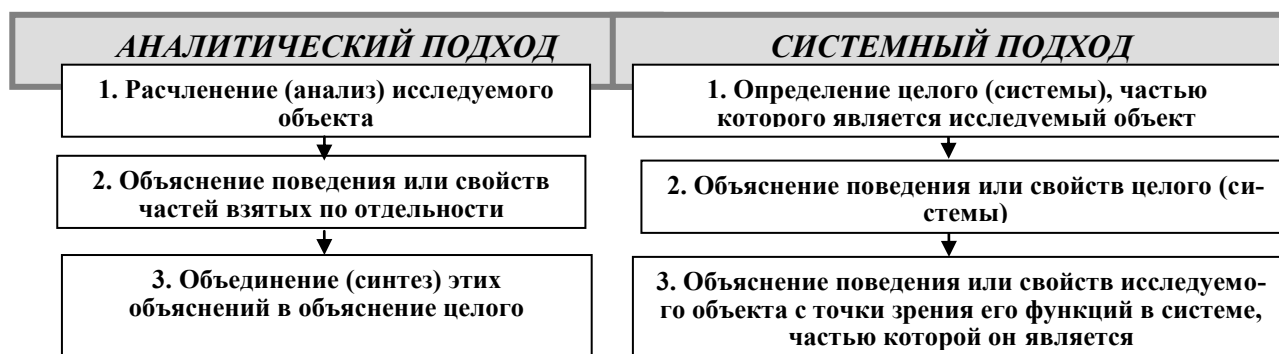 АНАЛИТИЧЕСКИЙ ПОДХОД
1. Расчленение (анализ) исследуемого
объекта
2. Объяснение поведения или свойств
частей взятых по отдельности
3. Объединение (синтез) этих
объяснений в объяснение целого
СИСТЕМНЫЙ ПОДХОД
1. Определение целого (системы), частью
которого является исследуемый объект
2. Объяснение поведения или свойств целого (си-
стемы)
3. Объяснение поведения или свойств исследуемо-
го объекта с точки зрения его функций в системе,
частью которой он является